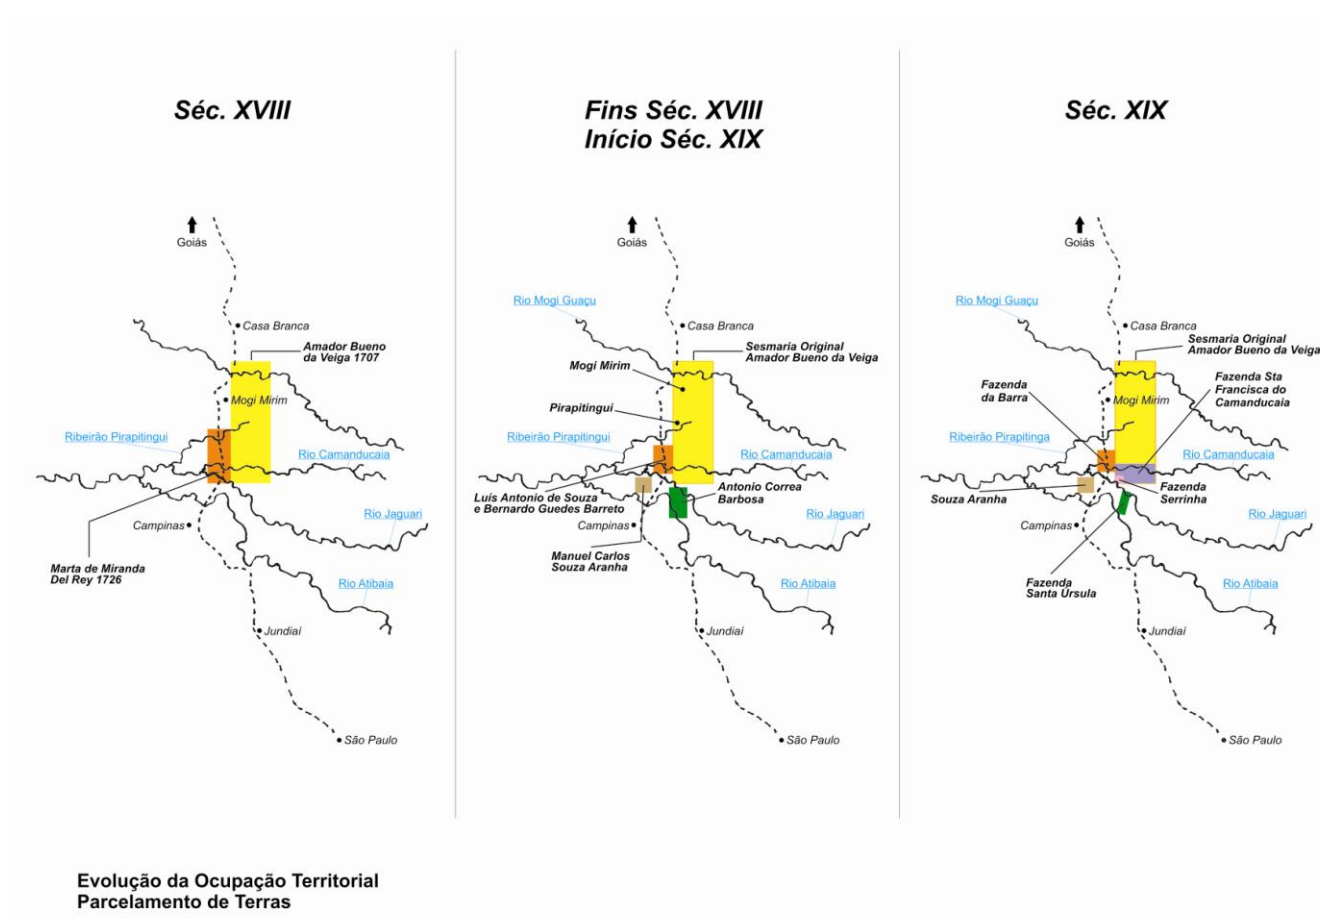 Séc. XVIII
Goiás
Casa Branca
Amador Bueno
da Veiga 1707
Mogi Mirim
Ribeirão Pirapitingui
Rio Camanducaia
Rio Jaguari
Campinas
Marta de Miranda
Del Rey 1726
Rio Atibaia
Jundiaí
São Paulo
Fins Séc. XVIII
Início Séc. XIX
Goiás
Rio Mogi Guaçu
Casa Branca
Sesmaria Original
Amador Bueno da Veiga
Mogi Mirim
Pirapitingui
Ribeirão Pirapitingui
Rio Camanducaia
Luís Antonio de Souza
e Bernardo Guedes Barreto
Antonio Correa
Barbosa
Rio Jaguari
Campinas
Manuel Carlos
Souza Aranha
Rio Atibaia
Jundiaí
São Paulo
Séc. XIX
Goiás
Rio Mogi Guaçu
Casa Branca
Sesmaria Original
Amador Bueno da Veiga
Fazenda Sta
Francisca do
Camanducaia
Fazenda
da Barra
Mogi Mirim
Ribeirão Pirapitinga
Rio Camanducaia
Souza Aranha
Fazenda
Serrinha
Rio Jaguari
Campinas
Fazenda
Santa Úrsula
Rio Atibaia
Jundiaí
São Paulo
Evolução da Ocupação Territorial
Parcelamento de Terras